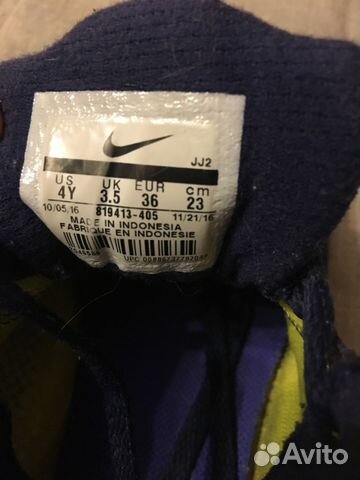 JJ2
US UK EUR cm
4Y 3.5 36 23
10/05/16 819413-405 11/21/16
MADE IN INDONESIA
FABRIQUE EN INDONESIE
UPC
Avito